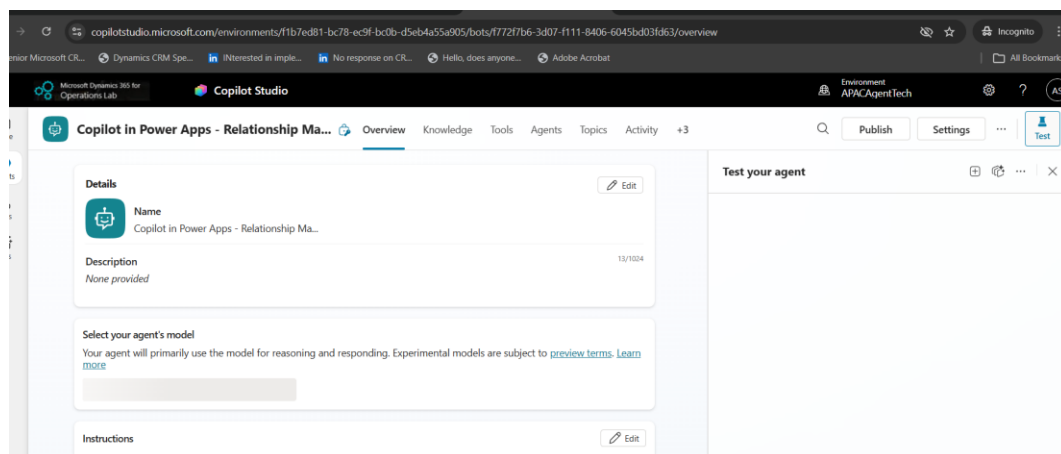 copilotstudio.microsoft.com/environments/f1b7ed81-bc78-ec9f-bc0b-d5eb4a55a905/bots/f772f7b6-3d07-f111-8406-6045bd03fd63/overview
Incognito
enior Microsoft CR... Dynamics CRM Spe... INterested in imple... No response on CR... Hello, does anyone... Adobe Acrobat All Bookmark
Microsoft Dynamics 365 for
Operations Lab
Copilot Studio
Environment
APACAgentTech
?
AS
Copilot in Power Apps - Relationship Ma... Overview Knowledge Tools Agents Topics Activity +3 Publish Settings ... Test
Details
Edit
Name
Copilot in Power Apps - Relationship Ma...
Description
13/1024
None provided
Select your agent's model
Your agent will primarily use the model for reasoning and responding. Experimental models are subject to preview terms. Learn
more
Instructions
Edit
Test your agent